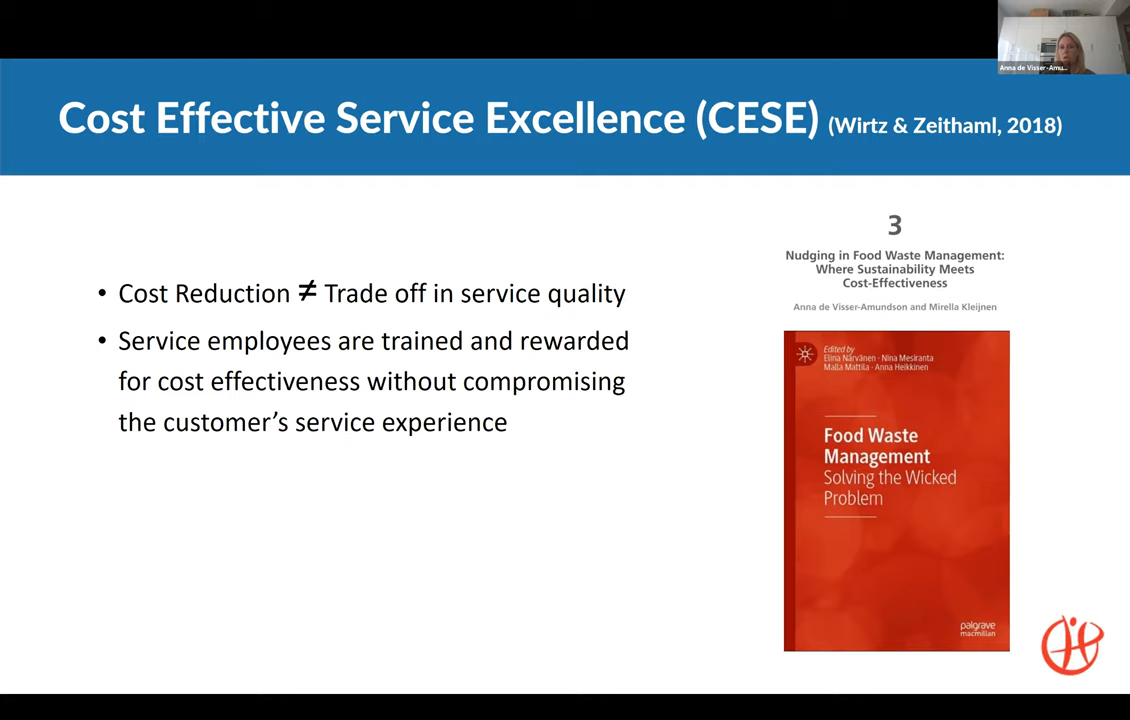 Anna de Visser-Amu...
Cost Effective Service Excellence (CESE) (Wirtz & Zeithaml, 2018)
• Cost Reduction ≠ Trade off in service quality
• Service employees are trained and rewarded
for cost effectiveness without compromising
the customer's service experience
3
Nudging in Food Waste Management:
Where Sustainability Meets
Cost-Effectiveness
Anna de Visser-Amundson and Mirella Kleijnen
Edited by
Elina Närvänen · Nina Mesiranta
Malla Mattila · Anna Heikkinen
Food Waste
Management
Solving the Wicked
Problem
palgrave
macmillan